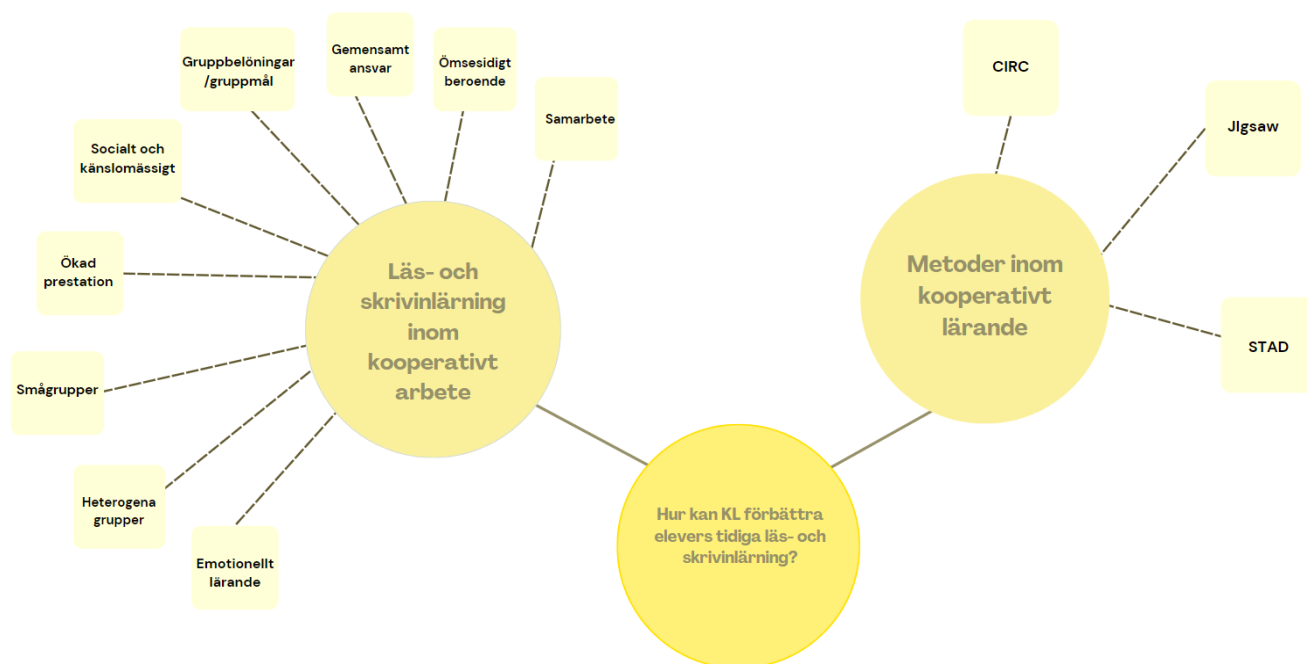 Gruppbelöningar
/gruppmål
Gemensamt
ansvar
Ömsesidigt
beroende
Samarbete
Socialt och
känslomässigt
Ökad
prestation
Smågrupper
Heterogena
grupper
Emotionellt
lärande
Läs- och
skrivinlärning
inom
kooperativt
arbete
CIRC
JIgsaw
STAD
Metoder inom
kooperativt
lärande
Hur kan KL förbättra
elevers tidiga läs- och
skrivinlärning?